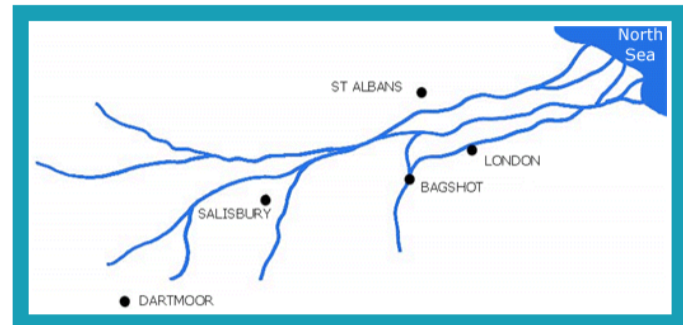 North
Sea
ST ALBANS
LONDON
BAGSHOT
SALISBURY
DARTMOOR